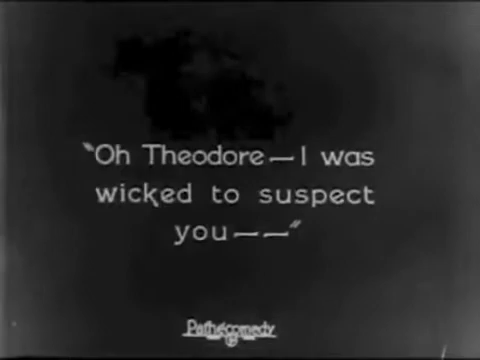 "Oh Theodore—I was
wicked to suspect
you——"
Pathécomedy